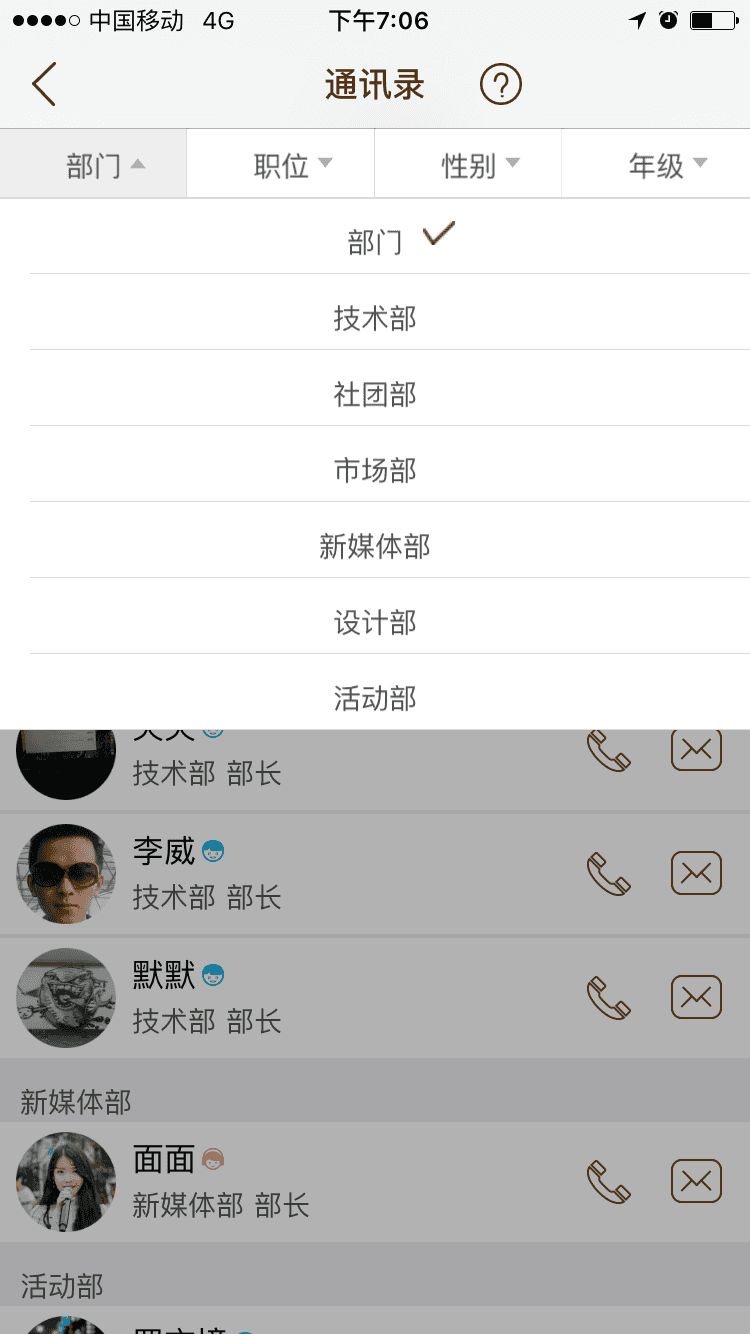 中国移动 4G 下午7:06
通讯录 ?
部门 职位 性别 年级
部门
技术部
社团部
市场部
新媒体部
设计部
活动部
技术部 部长
李威
技术部 部长
默默
技术部 部长
新媒体部
面面
新媒体部 部长
活动部